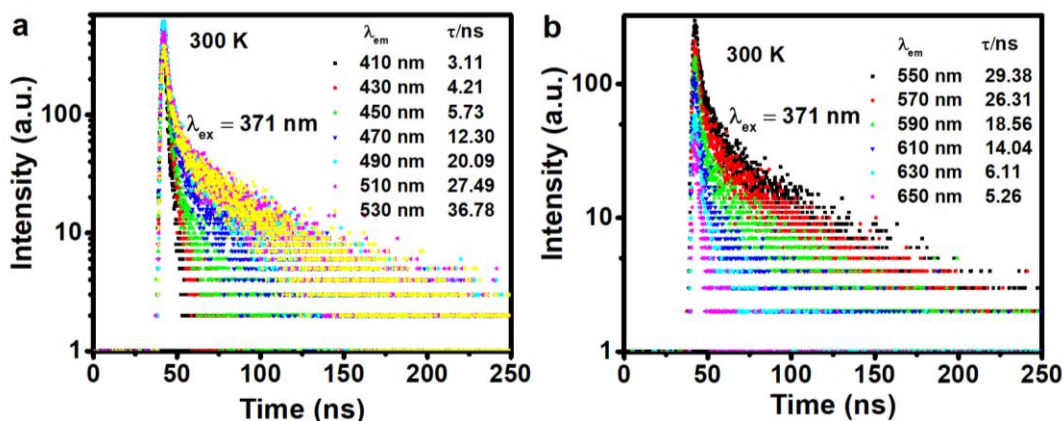 a
300 K
λem τ/ns
410 nm 3.11
430 nm 4.21
450 nm 5.73
470 nm 12.30
490 nm 20.09
510 nm 27.49
530 nm 36.78
λex = 371 nm
Intensity (a.u.)
100
10
1
0 50 100 150 200 250
Time (ns)
b
300 K
λem τ/ns
550 nm 29.38
570 nm 26.31
590 nm 18.56
610 nm 14.04
630 nm 6.11
650 nm 5.26
λex = 371 nm
Intensity (a.u.)
100
10
1
0 50 100 150 200 250
Time (ns)